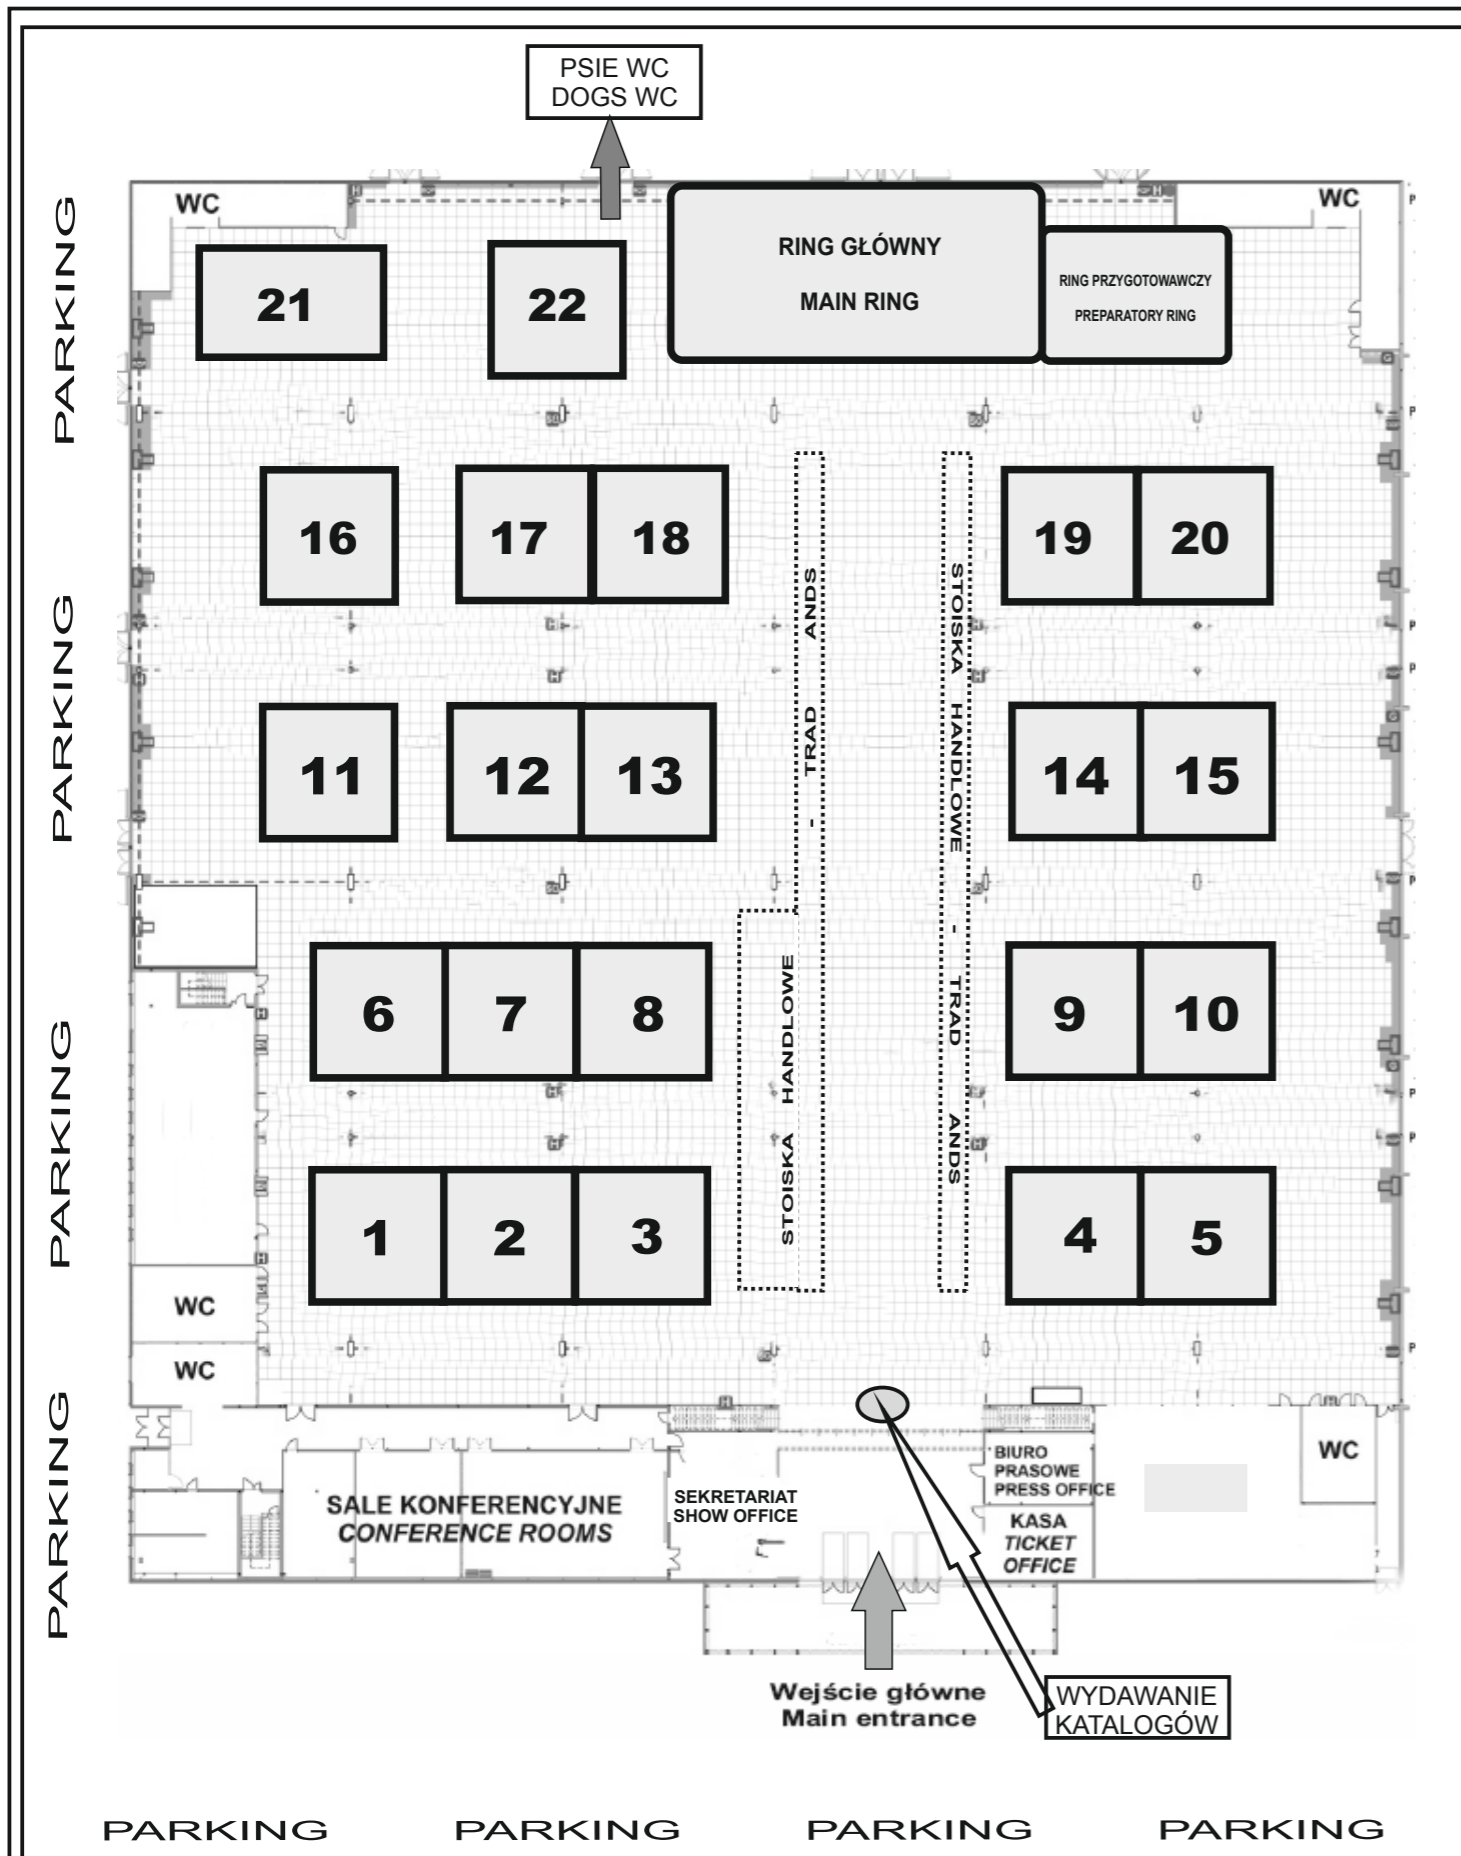 PSIE WC
DOGS WC
WC
WC
RING GŁÓWNY
MAIN RING
RING PRZYGOTOWAWCZY
PREPARATORY RING
21
22
16
17
18
19
20
11
12
13
14
15
6
7
8
9
10
1
2
3
4
5
STOISKA HANDLOWE - TRAD ANDS
STOISKA HANDLOWE - TRAD ANDS
WC
WC
WC
SALE KONFERENCYJNE
CONFERENCE ROOMS
SEKRETARIAT
SHOW OFFICE
BIURO
PRASOWE
PRESS OFFICE
KASA
TICKET
OFFICE
Wejście główne
Main entrance
WYDAWANIE
KATALOGÓW
PARKING
PARKING
PARKING
PARKING
PARKING
PARKING
PARKING
PARKING